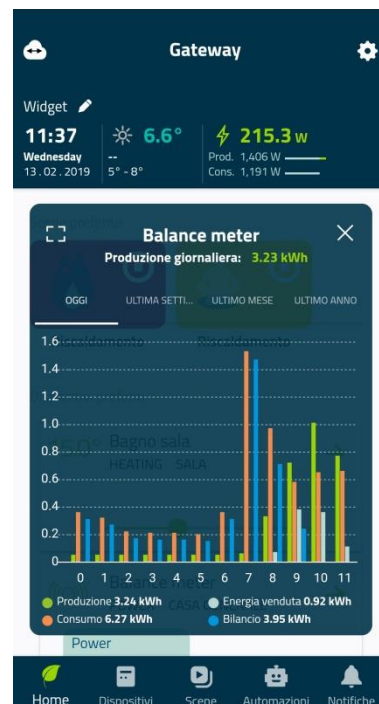 Gateway
Widget
11:37
Wednesday
13.02.2019
6.6°
--
5° - 8°
215.3 W
Prod. 1,406 W
Cons. 1,191 W
Balance meter
Produzione giornaliera: 3.23 kWh
OGGI ULTIMA SETTI... ULTIMO MESE ULTIMO ANNO
Riscaldamento
1.6
1.4
1.2
1.0
0.8
0.6
0.4
0.2
0
Bagno sala
HEATING SALA
0 1 2 3 4 5 6 7 8 9 10 11
Produzione 3.24 kWh Energia venduta 0.92 kWh
Consumo 6.27 kWh Bilancio 3.95 kWh
Power
Home Dispositivi Scene Automazioni Notifiche